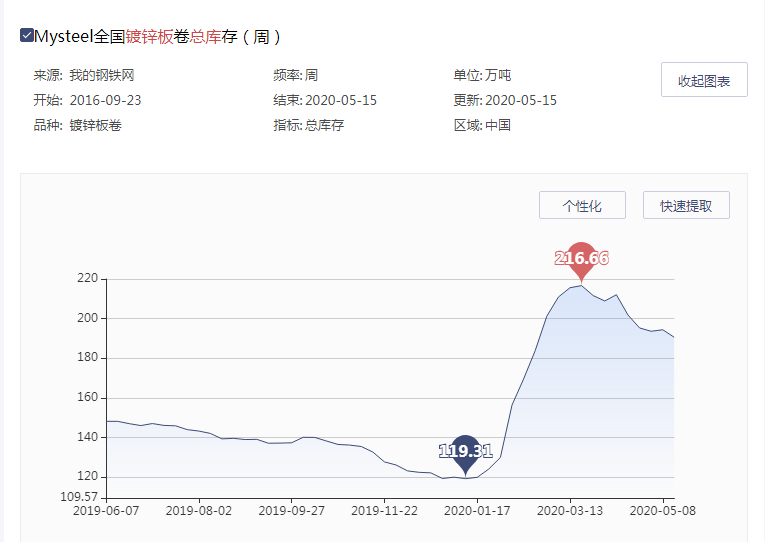 Mysteel全国镀锌板卷总库存（周）
来源: 我的钢铁网 频率: 周 单位: 万吨
收起图表
开始: 2016-09-23 结束: 2020-05-15 更新: 2020-05-15
品种: 镀锌板卷 指标: 总库存 区域: 中国
个性化 快速提取
216.66
220
200
180
160
140
119.31
120
109.57
2019-06-07 2019-08-02 2019-09-27 2019-11-22 2020-01-17 2020-03-13 2020-05-08